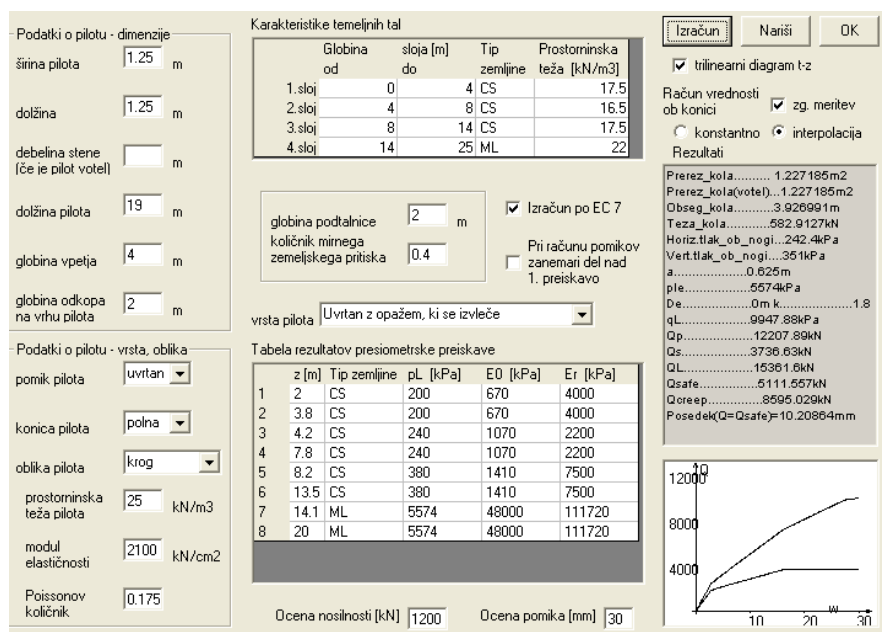 Podatki o pilotu - dimenzije
širina pilota 1.25 m
dolžina 1.25 m
debelina stene
(če je pilot votel) m
dolžina pilota 19 m
globina vpetja 4 m
globina odkopa
na vrhu pilota 2 m
Podatki o pilotu - vrsta, oblika
pomik pilota uvrtan
konica pilota polna
oblika pilota krog
prostorninska
teža pilota 25 kN/m3
modul
elastičnosti 2100 kN/cm2
Poissonov
količnik 0.175
Karakteristike temeljnih tal
Globina sloja [m] Tip Prostorninska
od do zemljine teža [kN/m3]
1.sloj 0 4 CS 17.5
2.sloj 4 8 CS 16.5
3.sloj 8 14 CS 17.5
4.sloj 14 25 ML 22
globina podtalnice 2 m
količnik mirnega
zemeljskega pritiska 0.4
Izračun po EC 7
Pri računu pomikov
zanemari del nad
1. preiskavo
vrsta pilota Uvrtan z opažem, ki se izvleče
Tabela rezultatov presiometrske preiskave
z [m] Tip zemljine pL [kPa] E0 [kPa] Er [kPa]
1 2 CS 200 670 4000
2 3.8 CS 200 670 4000
3 4.2 CS 240 1070 2200
4 7.8 CS 240 1070 2200
5 8.2 CS 380 1410 7500
6 13.5 CS 380 1410 7500
7 14.1 ML 5574 48000 111720
8 20 ML 5574 48000 111720
Ocena nosilnosti [kN] 1200 Ocena pomika [mm] 30
Izračun Nariši OK
trilinearni diagram t-z
Račun vrednosti
ob konici zg. meritev
konstantno interpolacija
Rezultati
Prerez_kola.......... 1.227185m2
Prerez_kola(votel)...1.227185m2
Obseg_kola..........3.926991m
Teza_kola..........582.9127kN
Horiz.tlak_ob_nogi...242.4kPa
Vert.tlak_ob_nogi....351kPa
a..................0.625m
ple................5574kPa
De.................0m k..................1.8
qL.................9947.88kPa
Qp.................12207.89kN
Qs.................3736.63kN
QL.................15361.6kN
Qsafe...............5111.557kN
Qcreep...............8595.029kN
Posedek(Q=Qsafe)=10.20864mm
12000 Q
8000
4000
w
10 20 30